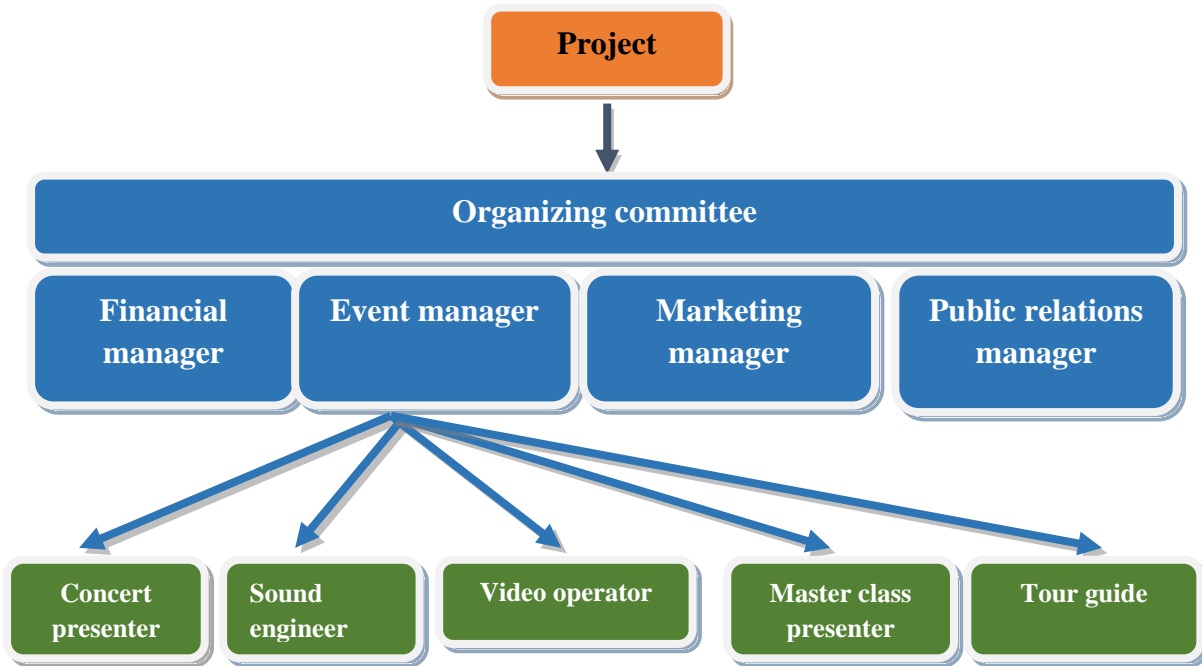 Project
Organizing committee
Financial
manager
Event manager
Marketing
manager
Public relations
manager
Concert
presenter
Sound
engineer
Video operator
Master class
presenter
Tour guide